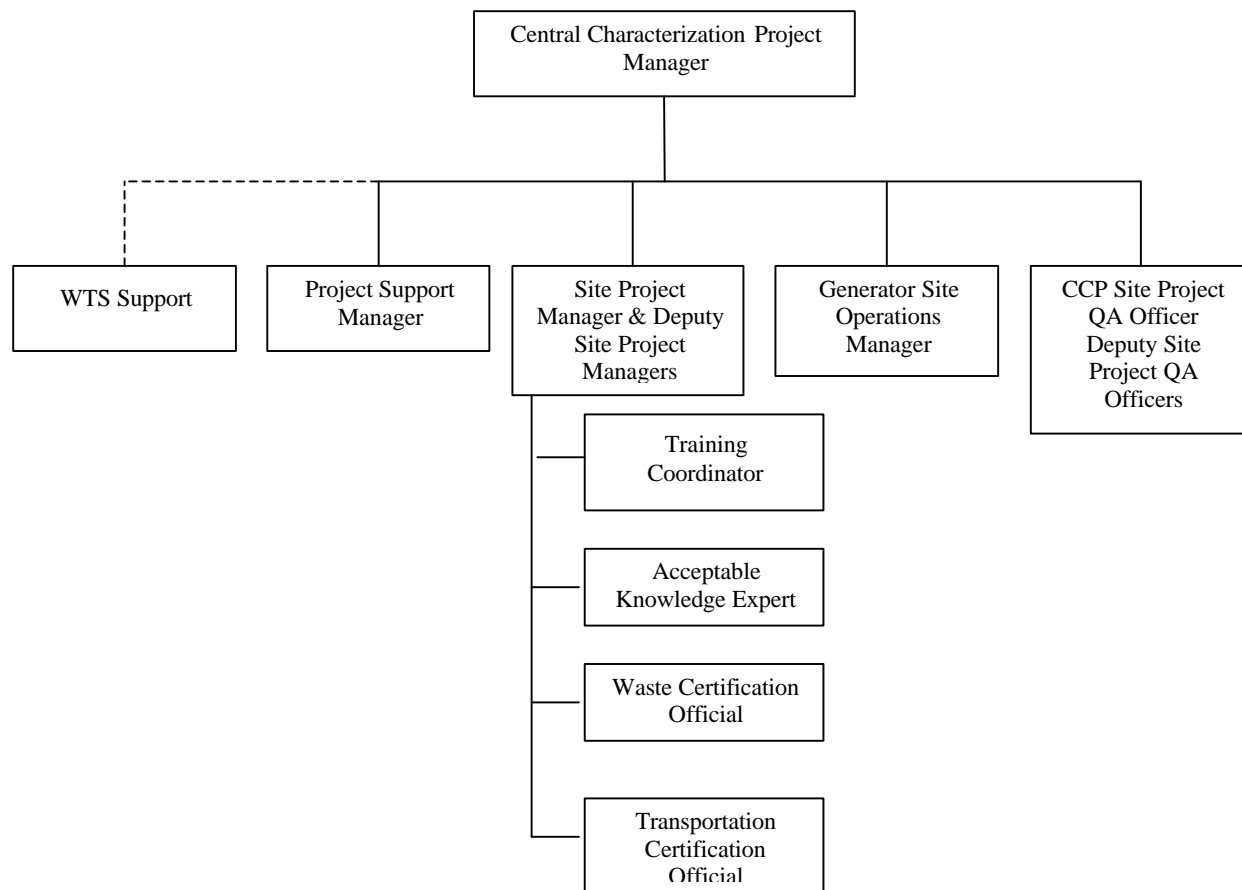 Central Characterization Project
Manager
WTS Support
Project Support
Manager
Site Project
Manager & Deputy
Site Project
Managers
Generator Site
Operations
Manager
CCP Site Project
QA Officer
Deputy Site
Project QA
Officers
Training
Coordinator
Acceptable
Knowledge Expert
Waste Certification
Official
Transportation
Certification
Official